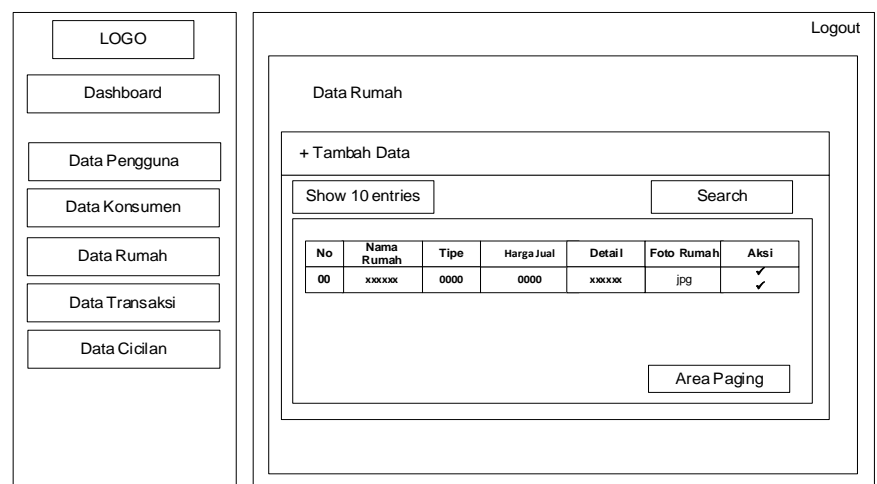 LOGO
Dashboard
Data Pengguna
Data Konsumen
Data Rumah
Data Transaksi
Data Cicilan
Logout
Data Rumah
+ Tambah Data
Show 10 entries
Search
No Nama Rumah Tipe Harga Jual Detail Foto Rumah Aksi
00 xxxxxx 0000 0000 xxxxxx jpg ✔ ✔
Area Paging